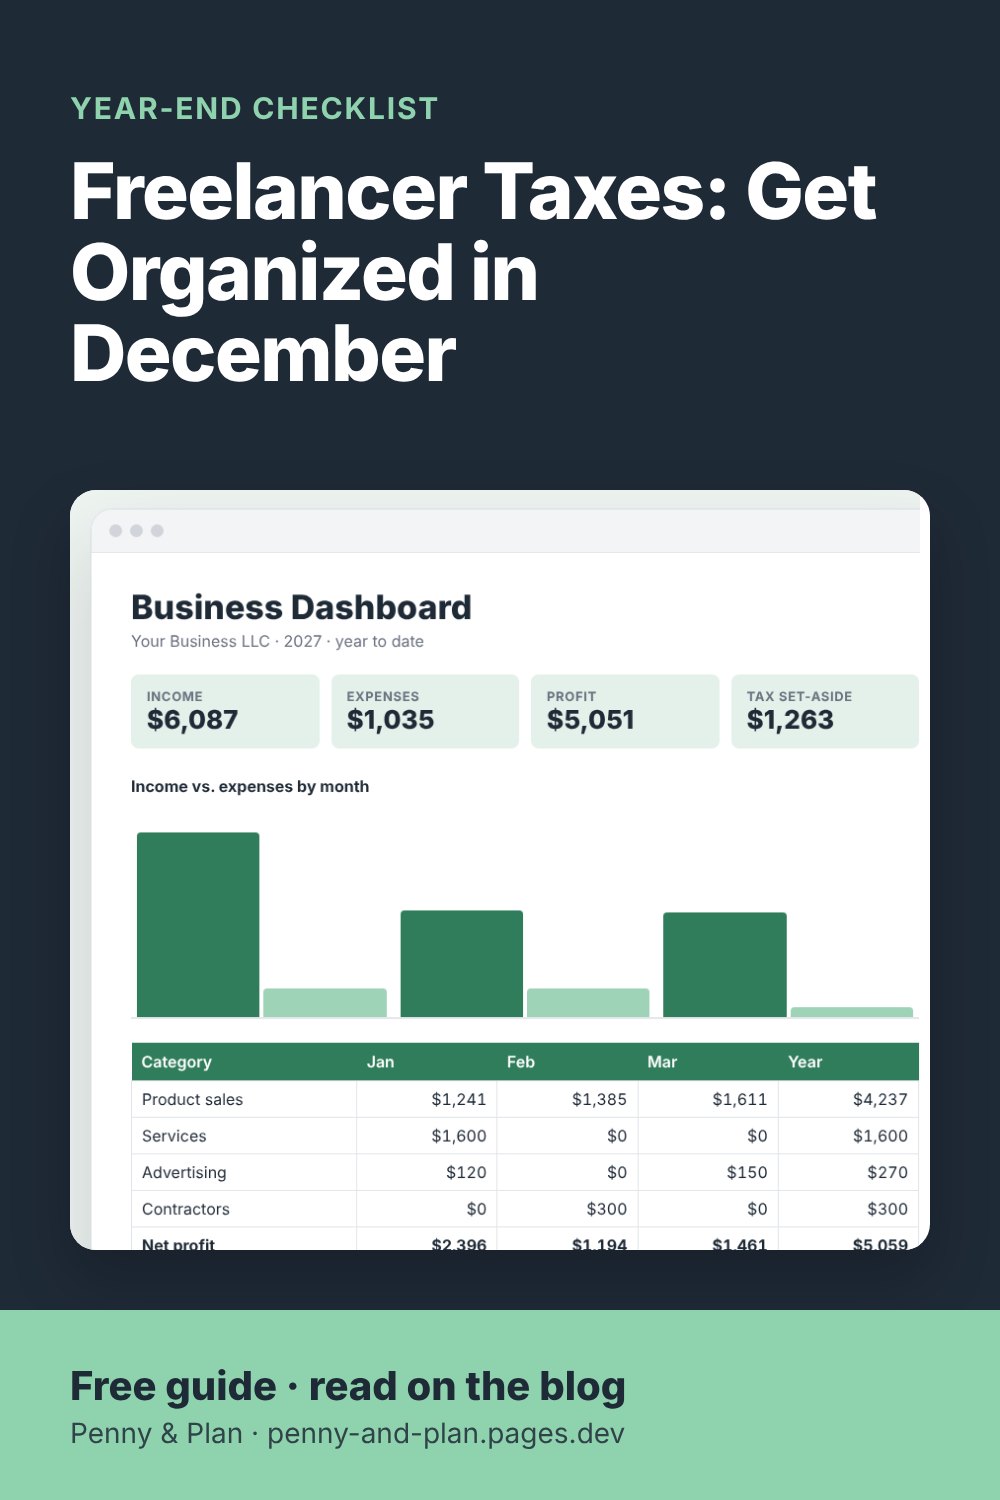 YEAR-END CHECKLIST
Freelancer Taxes: Get
Organized in
December
Business Dashboard
Your Business LLC · 2027 · year to date
INCOME EXPENSES PROFIT TAX SET-ASIDE
$6,087 $1,035 $5,051 $1,263
Income vs. expenses by month
Category Jan Feb Mar Year
Product sales $1,241 $1,385 $1,611 $4,237
Services $1,600 $0 $0 $1,600
Advertising $120 $0 $150 $270
Contractors $0 $300 $0 $300
Net profit $2,396 $1,194 $1,461 $5,059
Free guide · read on the blog
Penny & Plan · penny-and-plan.pages.dev